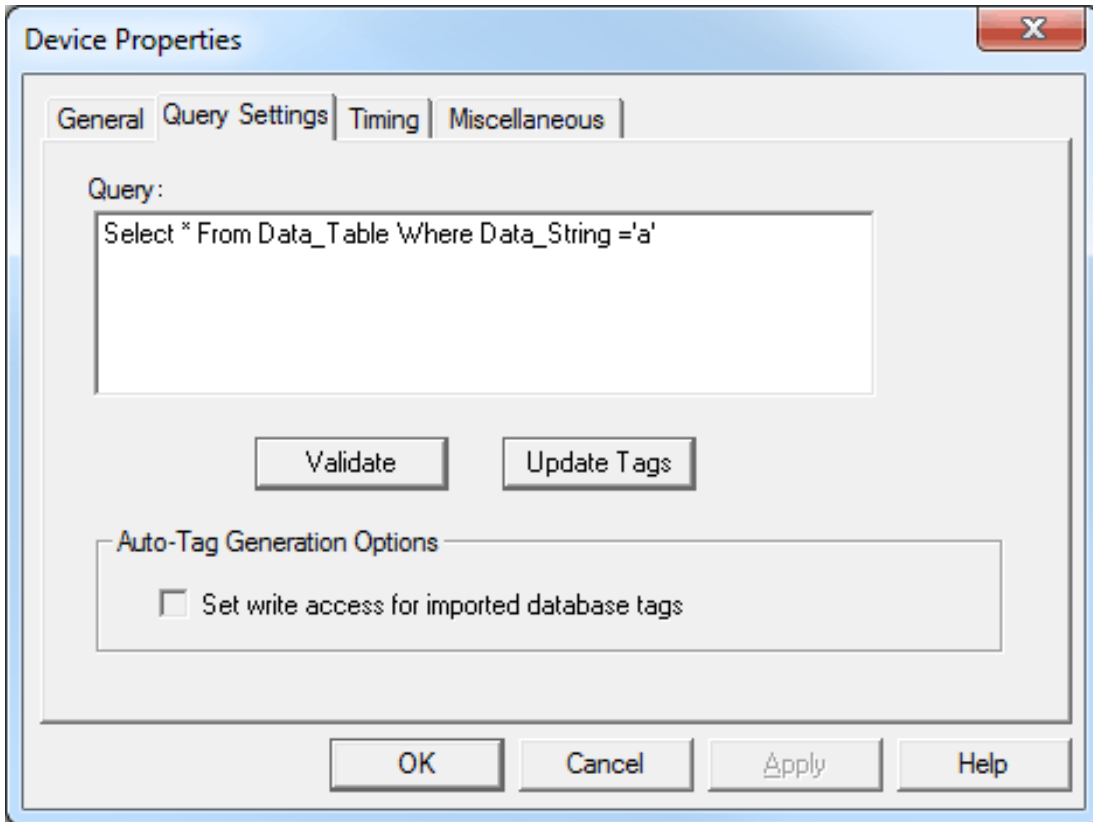 Device Properties
General Query Settings Timing Miscellaneous
Query:
Select * From Data_Table Where Data_String ='a'
Validate Update Tags
Auto-Tag Generation Options
Set write access for imported database tags
OK Cancel Apply Help